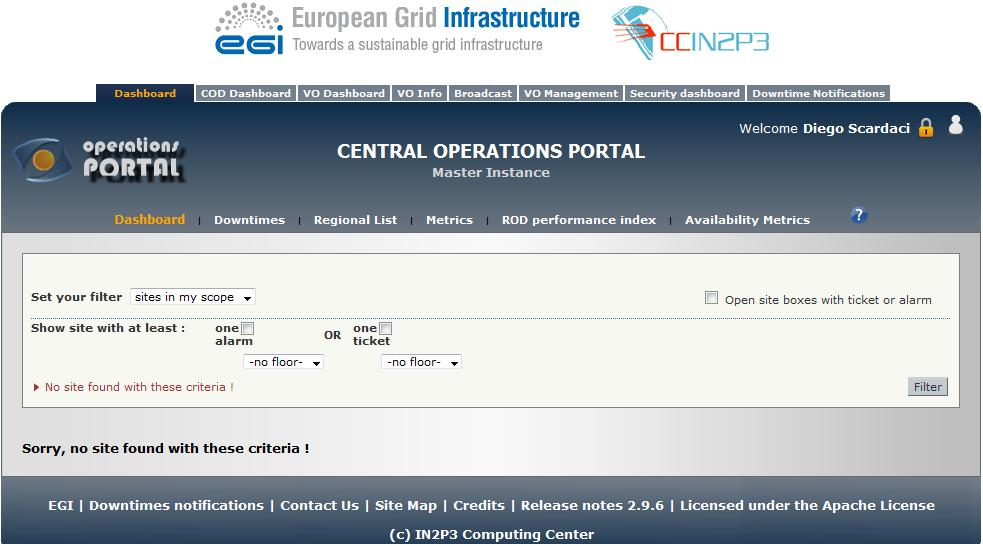 European Grid Infrastructure
egi Towards a sustainable grid infrastructure
CCIN2P3
Dashboard COD Dashboard VO Dashboard VO Info Broadcast VO Management Security dashboard Downtime Notifications
Welcome Diego Scardaci
operations PORTAL
CENTRAL OPERATIONS PORTAL
Master Instance
Dashboard Downtimes Regional List Metrics ROD performance index Availability Metrics ?
Set your filter sites in my scope Open site boxes with ticket or alarm
Show site with at least : one alarm OR one ticket
-no floor- -no floor-
No site found with these criteria ! Filter
Sorry, no site found with these criteria !
EGI | Downtimes notifications | Contact Us | Site Map | Credits | Release notes 2.9.6 | Licensed under the Apache License
(c) IN2P3 Computing Center